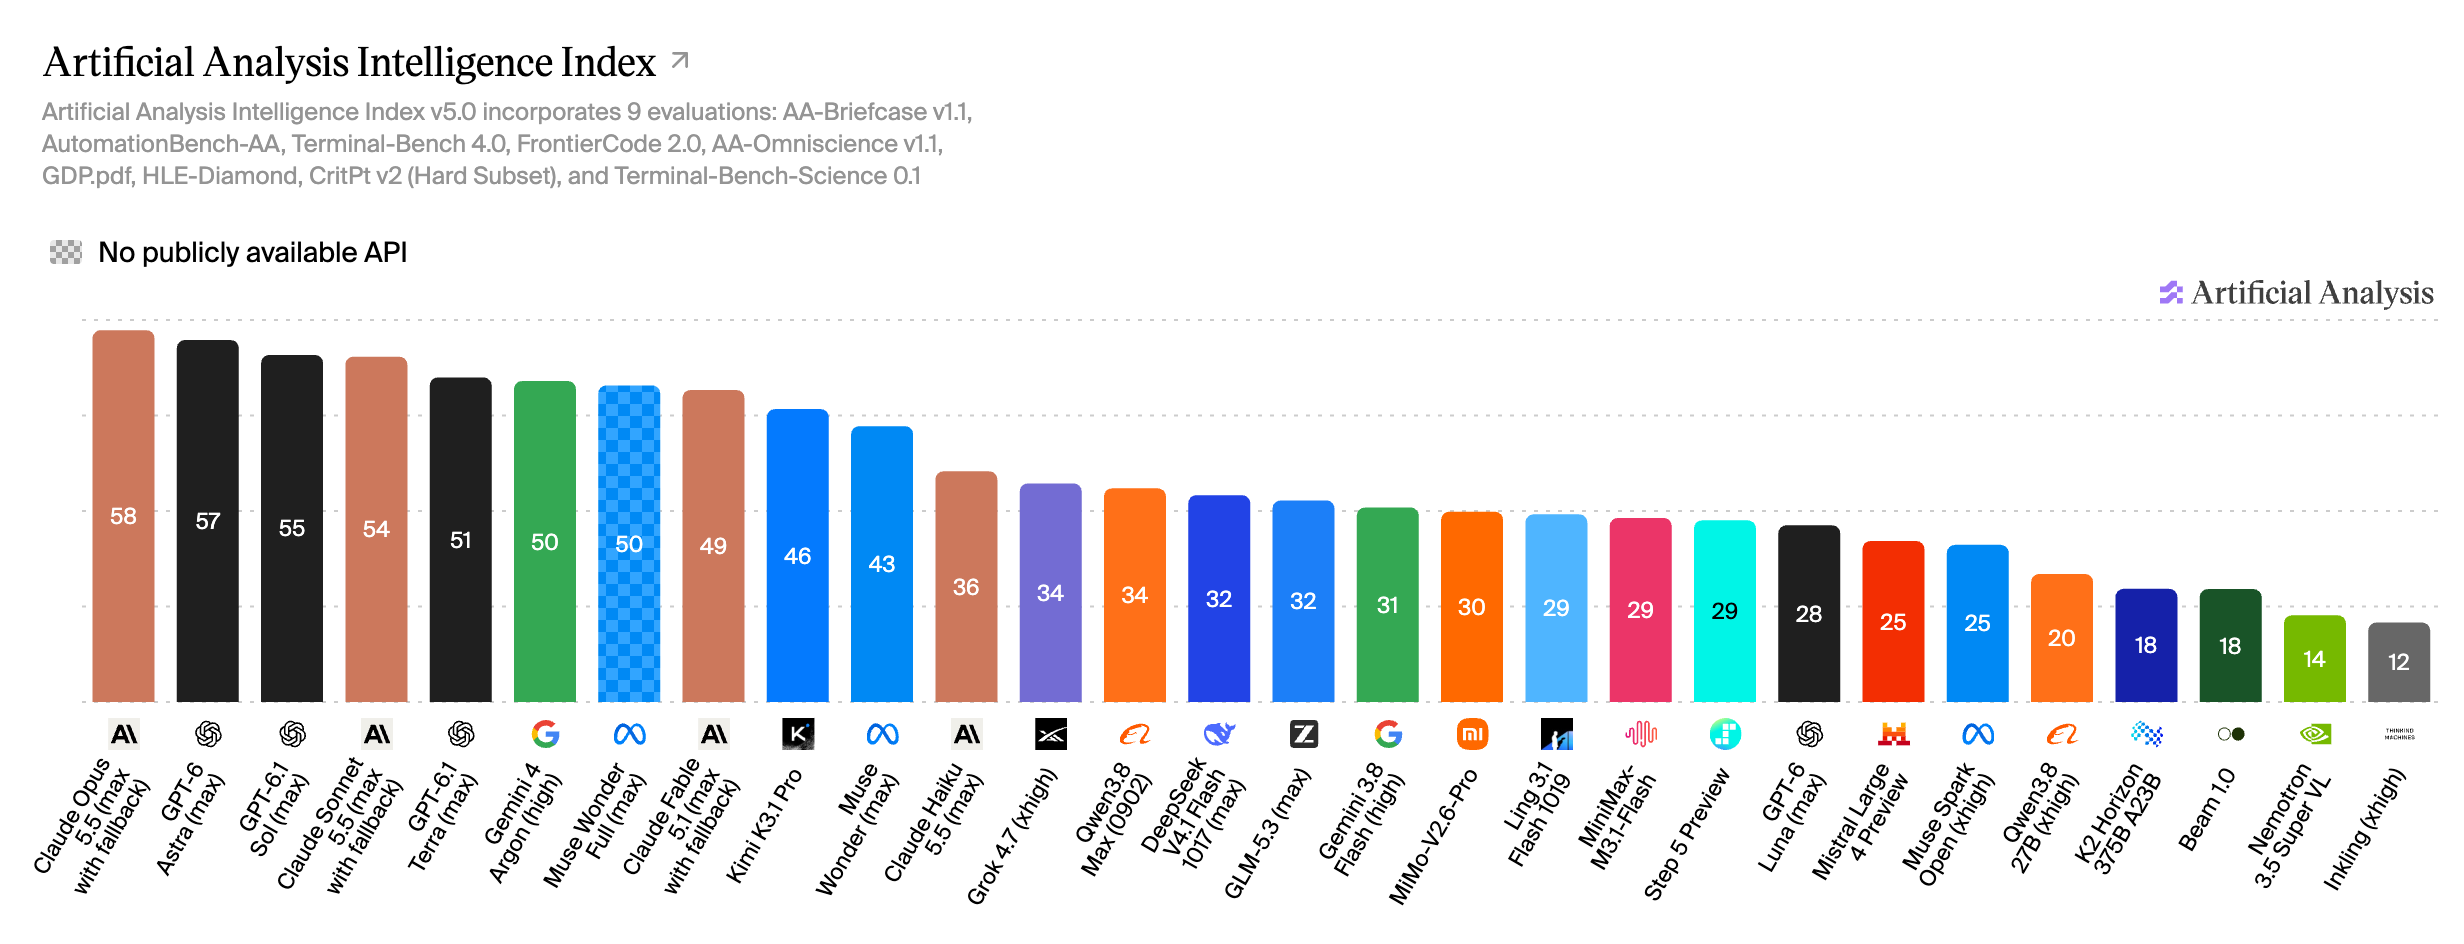 Artificial Analysis Intelligence Index
Artificial Analysis Intelligence Index v5.0 incorporates 9 evaluations: AA-Briefcase v1.1,
AutomationBench-AA, Terminal-Bench 4.0, FrontierCode 2.0, AA-Omniscience v1.1,
GDP.pdf, HLE-Diamond, CritPt v2 (Hard Subset), and Terminal-Bench-Science 0.1
No publicly available API
Artificial Analysis
58
57
55
54
51
50
50
49
46
43
36
34
34
32
32
31
30
29
29
29
28
25
25
20
18
18
14
12
THINKING
MACHINES
Claude Opus
5.5 (max
with fallback)
GPT-6
Astra (max)
GPT-6.1
Sol (max)
Claude Sonnet
5.5 (max
with fallback)
GPT-6.1
Terra (max)
Gemini 4
Argon (high)
Muse Wonder
Full (max)
Claude Fable
5.1 (max
with fallback)
Kimi K3.1 Pro
Muse
Wonder (max)
Claude Haiku
5.5 (max)
Grok 4.7 (xhigh)
Qwen3.8
Max (0902)
DeepSeek
V4.1 Flash
1017 (max)
GLM-5.3 (max)
Gemini 3.8
Flash (high)
MiMo-V2.6-Pro
Ling 3.1
Flash 1019
MiniMax-
M3.1-Flash
Step 5 Preview
GPT-6
Luna (max)
Mistral Large
4 Preview
Muse Spark
Open (xhigh)
Qwen3.8
27B (xhigh)
K2 Horizon
375B A23B
Beam 1.0
Nemotron
3.5 Super VL
Inkling (xhigh)